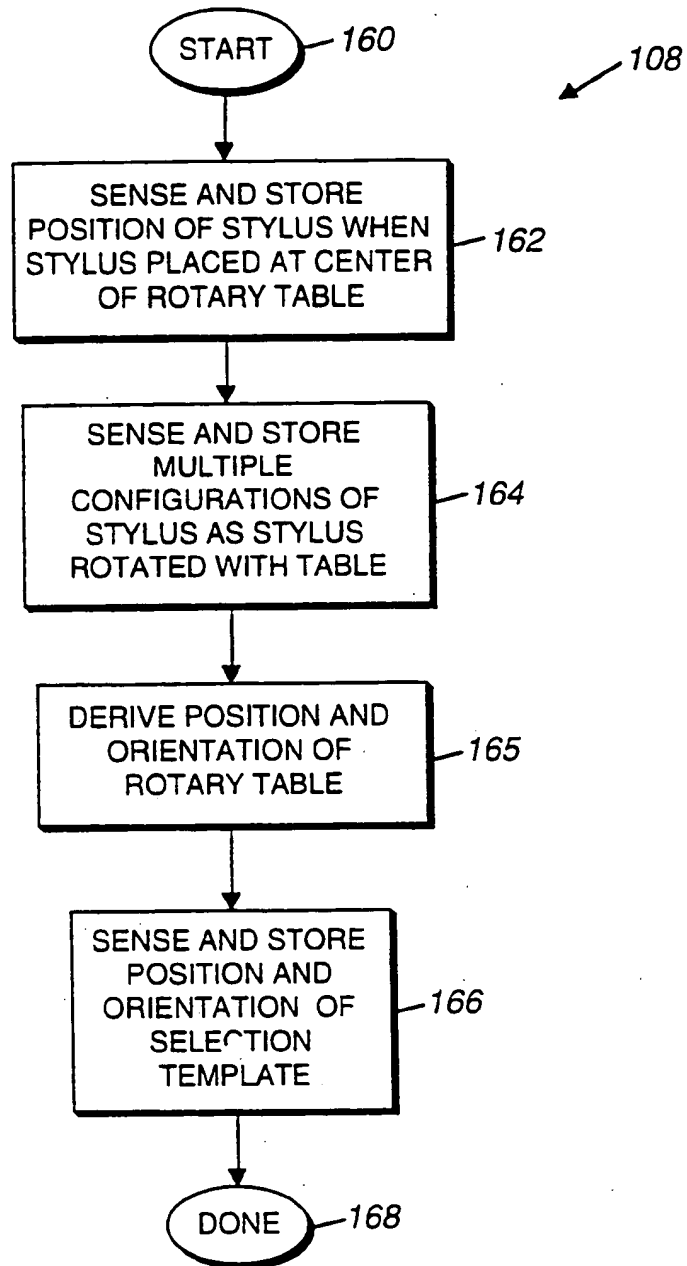 START
160
108
SENSE AND STORE
POSITION OF STYLUS WHEN
STYLUS PLACED AT CENTER
OF ROTARY TABLE
162
SENSE AND STORE
MULTIPLE
CONFIGURATIONS OF
STYLUS AS STYLUS
ROTATED WITH TABLE
164
DERIVE POSITION AND
ORIENTATION OF
ROTARY TABLE
165
SENSE AND STORE
POSITION AND
ORIENTATION OF
SELECTION
TEMPLATE
166
DONE
168